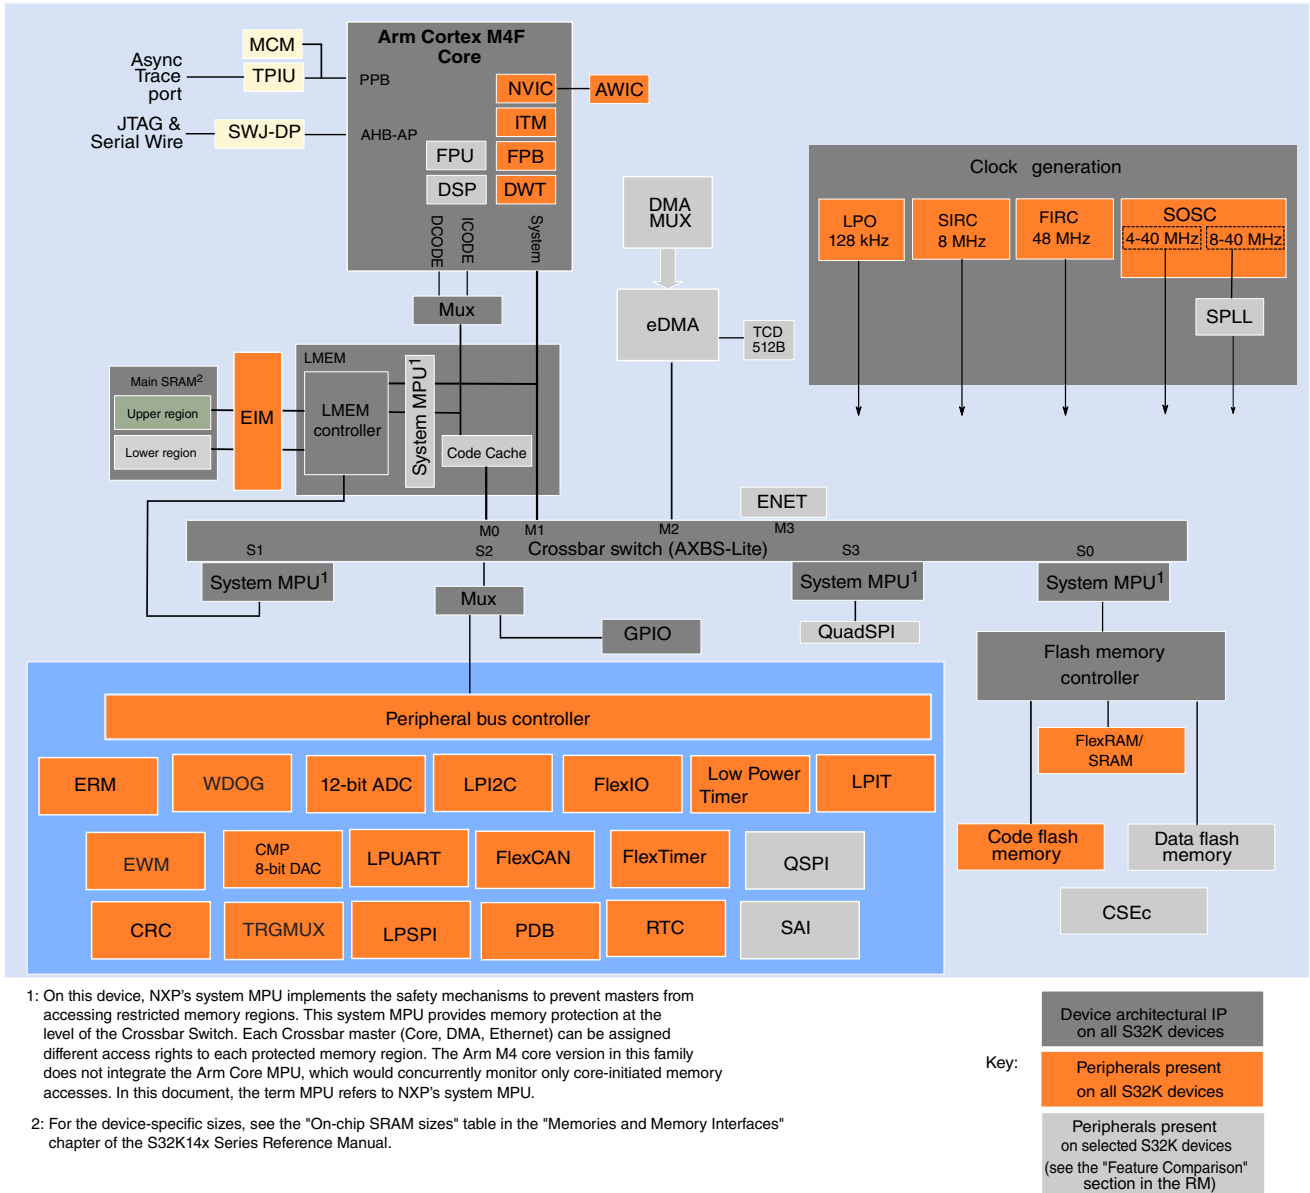 Arm Cortex M4F
Core
MCM
TPIU
Async
Trace
port
PPB
JTAG &
Serial Wire
SWJ-DP
AHB-AP
NVIC
AWIC
ITM
FPU
FPB
DSP
DWT
DCODE
ICODE
System
Mux
DMA
MUX
eDMA
TCD
512B
Clock generation
LPO
128 kHz
SIRC
8 MHz
FIRC
48 MHz
SOSC
4-40 MHz
8-40 MHz
SPLL
LMEM
Main SRAM2
Upper region
Lower region
EIM
LMEM
controller
System MPU1
Code Cache
ENET
M0
M1
M2
M3
Crossbar switch (AXBS-Lite)
S1
S2
S3
S0
System MPU1
Mux
System MPU1
System MPU1
GPIO
QuadSPI
Flash memory
controller
FlexRAM/
SRAM
Code flash
memory
Data flash
memory
CSEc
Peripheral bus controller
ERM
WDOG
12-bit ADC
LPI2C
FlexIO
Low Power
Timer
LPIT
EWM
CMP
8-bit DAC
LPUART
FlexCAN
FlexTimer
QSPI
CRC
TRGMUX
LPSPI
PDB
RTC
SAI
1: On this device, NXP's system MPU implements the safety mechanisms to prevent masters from
accessing restricted memory regions. This system MPU provides memory protection at the
level of the Crossbar Switch. Each Crossbar master (Core, DMA, Ethernet) can be assigned
different access rights to each protected memory region. The Arm M4 core version in this family
does not integrate the Arm Core MPU, which would concurrently monitor only core-initiated memory
accesses. In this document, the term MPU refers to NXP's system MPU.
2: For the device-specific sizes, see the "On-chip SRAM sizes" table in the "Memories and Memory Interfaces"
chapter of the S32K14x Series Reference Manual.
Key:
Device architectural IP
on all S32K devices
Peripherals present
on all S32K devices
Peripherals present
on selected S32K devices
(see the "Feature Comparison"
section in the RM)